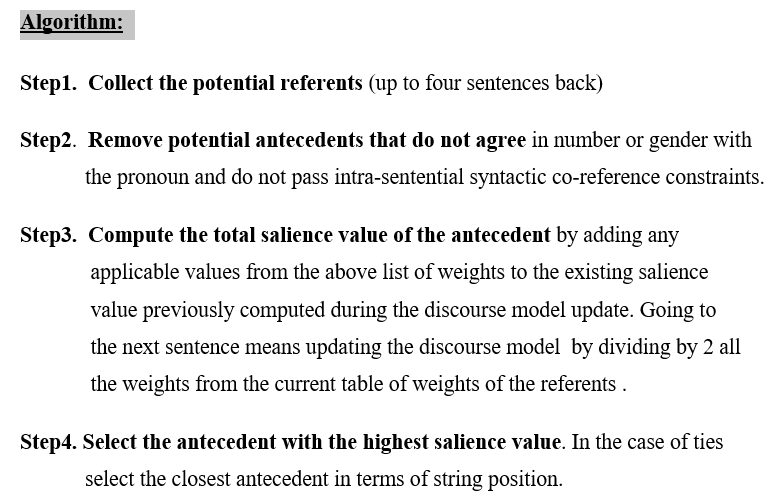 Algorithm:
Step1. Collect the potential referents (up to four sentences back)
Step2. Remove potential antecedents that do not agree in number or gender with
the pronoun and do not pass intra-sentential syntactic co-reference constraints.
Step3. Compute the total salience value of the antecedent by adding any
applicable values from the above list of weights to the existing salience
value previously computed during the discourse model update. Going to
the next sentence means updating the discourse model by dividing by 2 all
the weights from the current table of weights of the referents .
Step4. Select the antecedent with the highest salience value. In the case of ties
select the closest antecedent in terms of string position.